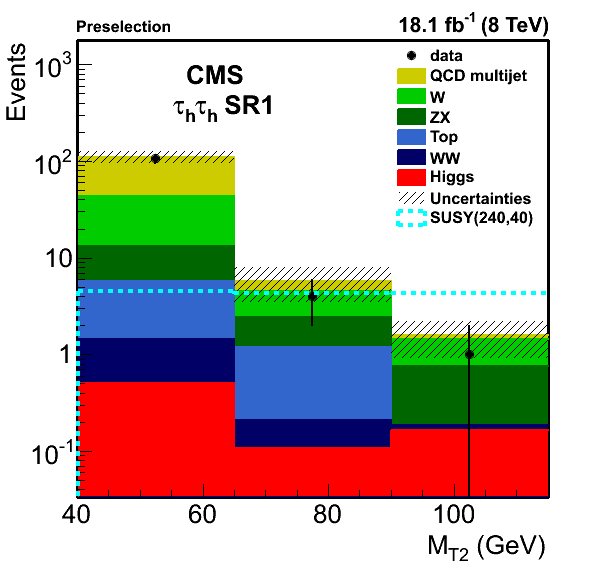 Preselection
18.1 fb⁻¹ (8 TeV)
CMS
τₕτₕ SR1
data
QCD multijet
W
ZX
Top
WW
Higgs
Uncertainties
SUSY(240,40)
Events
10³
10²
10
1
10⁻¹
40 60 80 100
M_T2 (GeV)